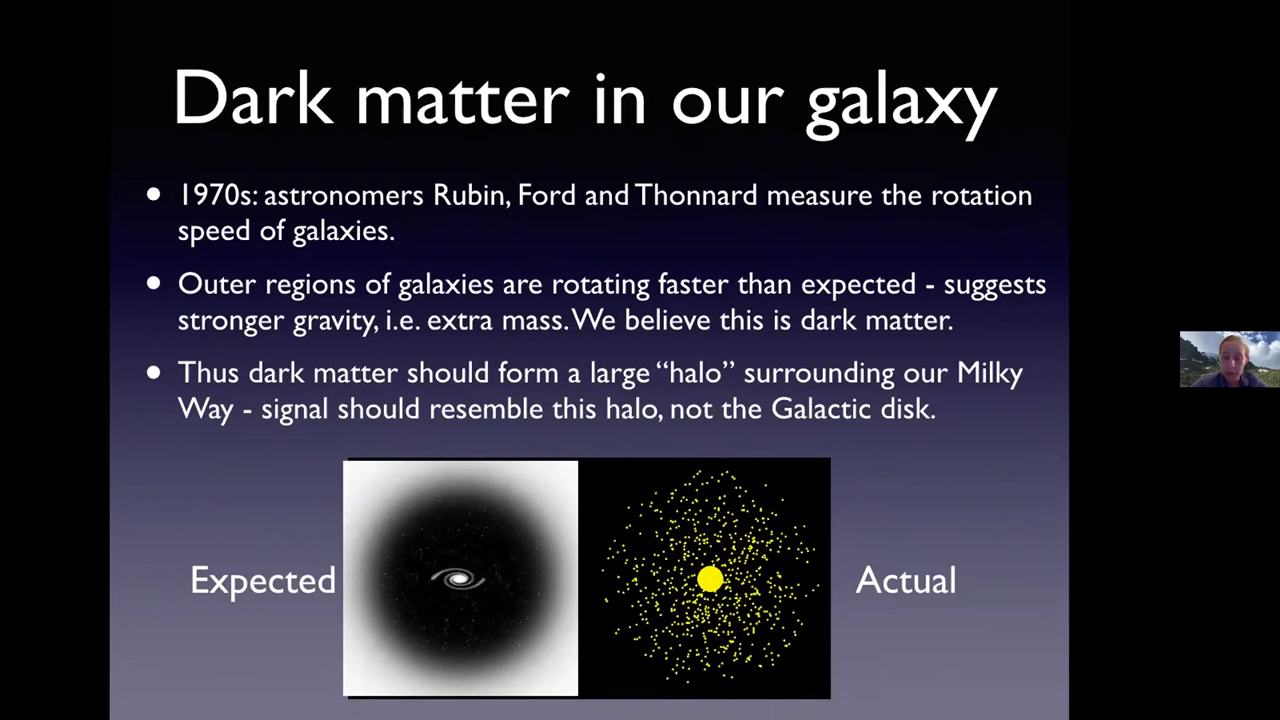 Dark matter in our galaxy
• 1970s: astronomers Rubin, Ford and Thonnard measure the rotation
speed of galaxies.
• Outer regions of galaxies are rotating faster than expected - suggests
stronger gravity, i.e. extra mass. We believe this is dark matter.
• Thus dark matter should form a large “halo” surrounding our Milky
Way - signal should resemble this halo, not the Galactic disk.
Expected
Actual